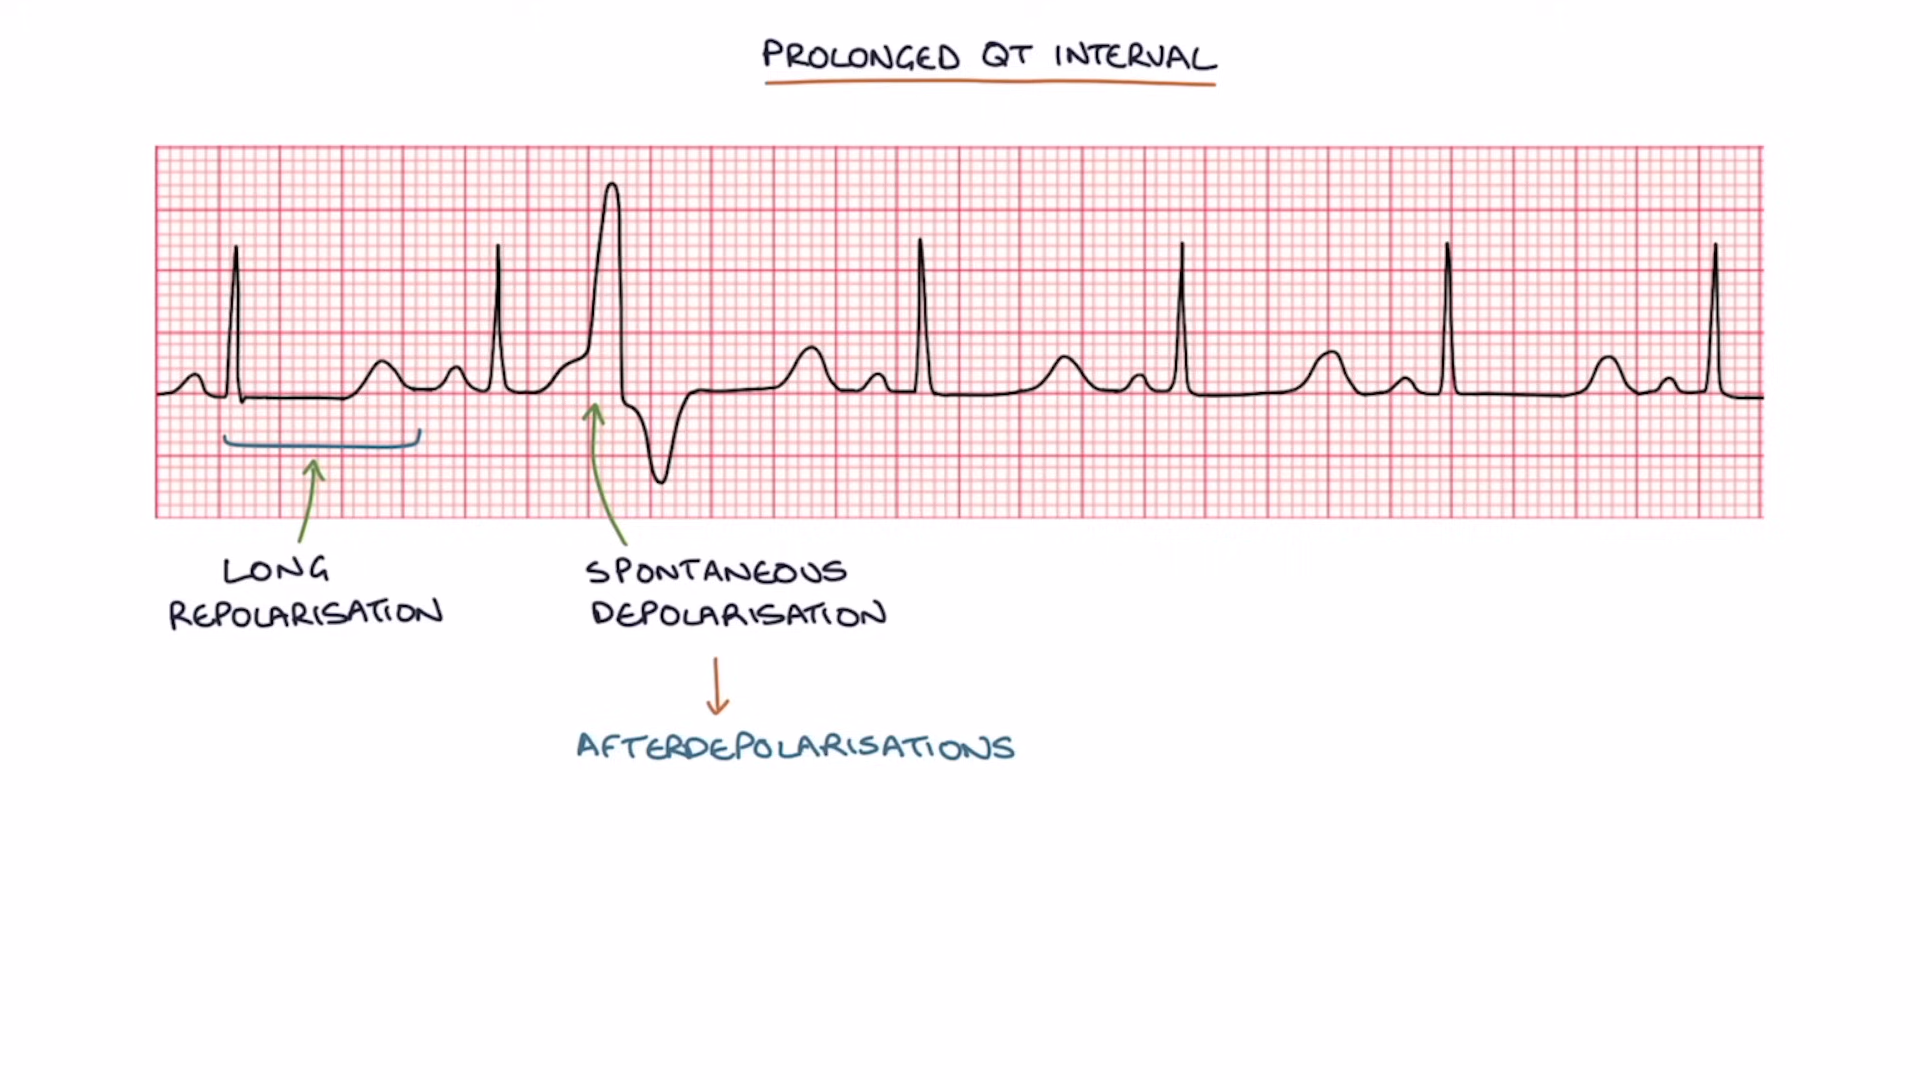 PROLONGED QT INTERVAL
LONG
REPOLARISATION
SPONTANEOUS
DEPOLARISATION
AFTERDEPOLARISATIONS